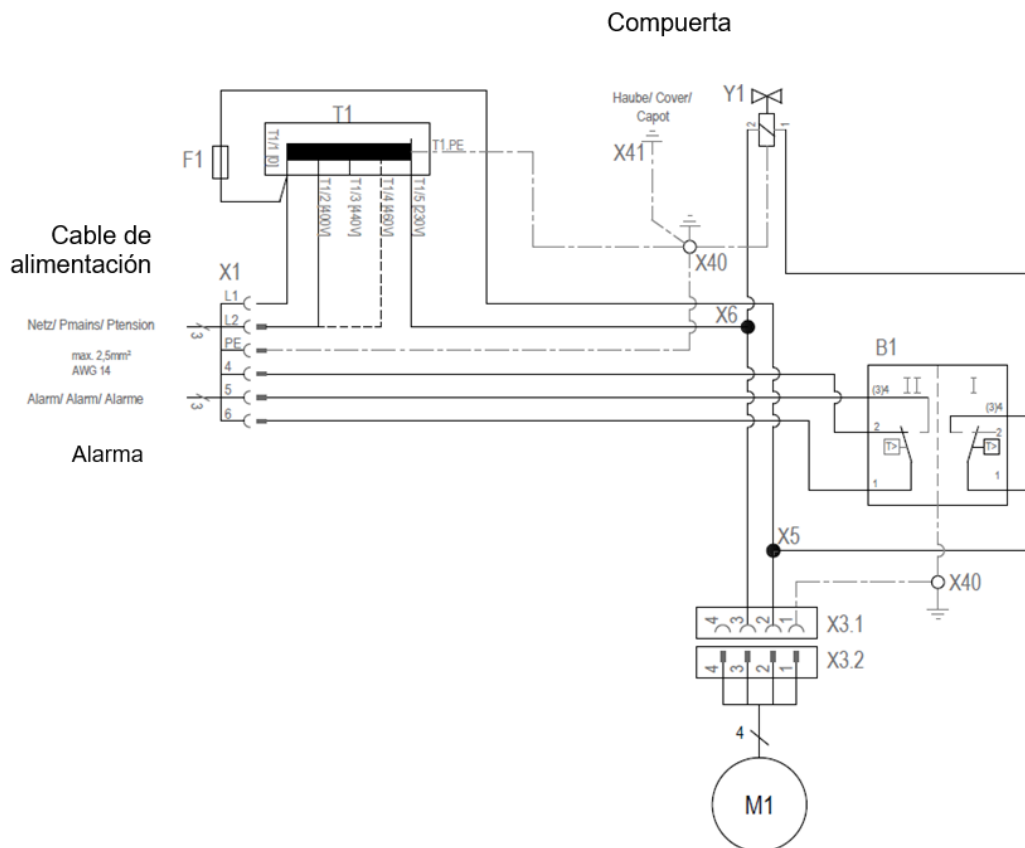 Compuerta
Haube/ Cover/
Capot
Y1
2
1
T1
T1/1 [0]
T1.PE
F1
X41
T1/2 [400V]
T1/3 [440V]
T1/4 [460V]
T1/5 [230V]
Cable de
alimentación
X1
X40
L1
Netz/ Pmains/ Ptension
3
L2
X6
PE
max. 2,5mm²
AWG 14
B1
4
II
I
Alarm/ Alarm/ Alarme
3
5
(3)4
(3)4
6
2
2
T>
T>
Alarma
1
1
X5
X40
4
3
2
1
X3.1
4
3
2
1
X3.2
4
M1